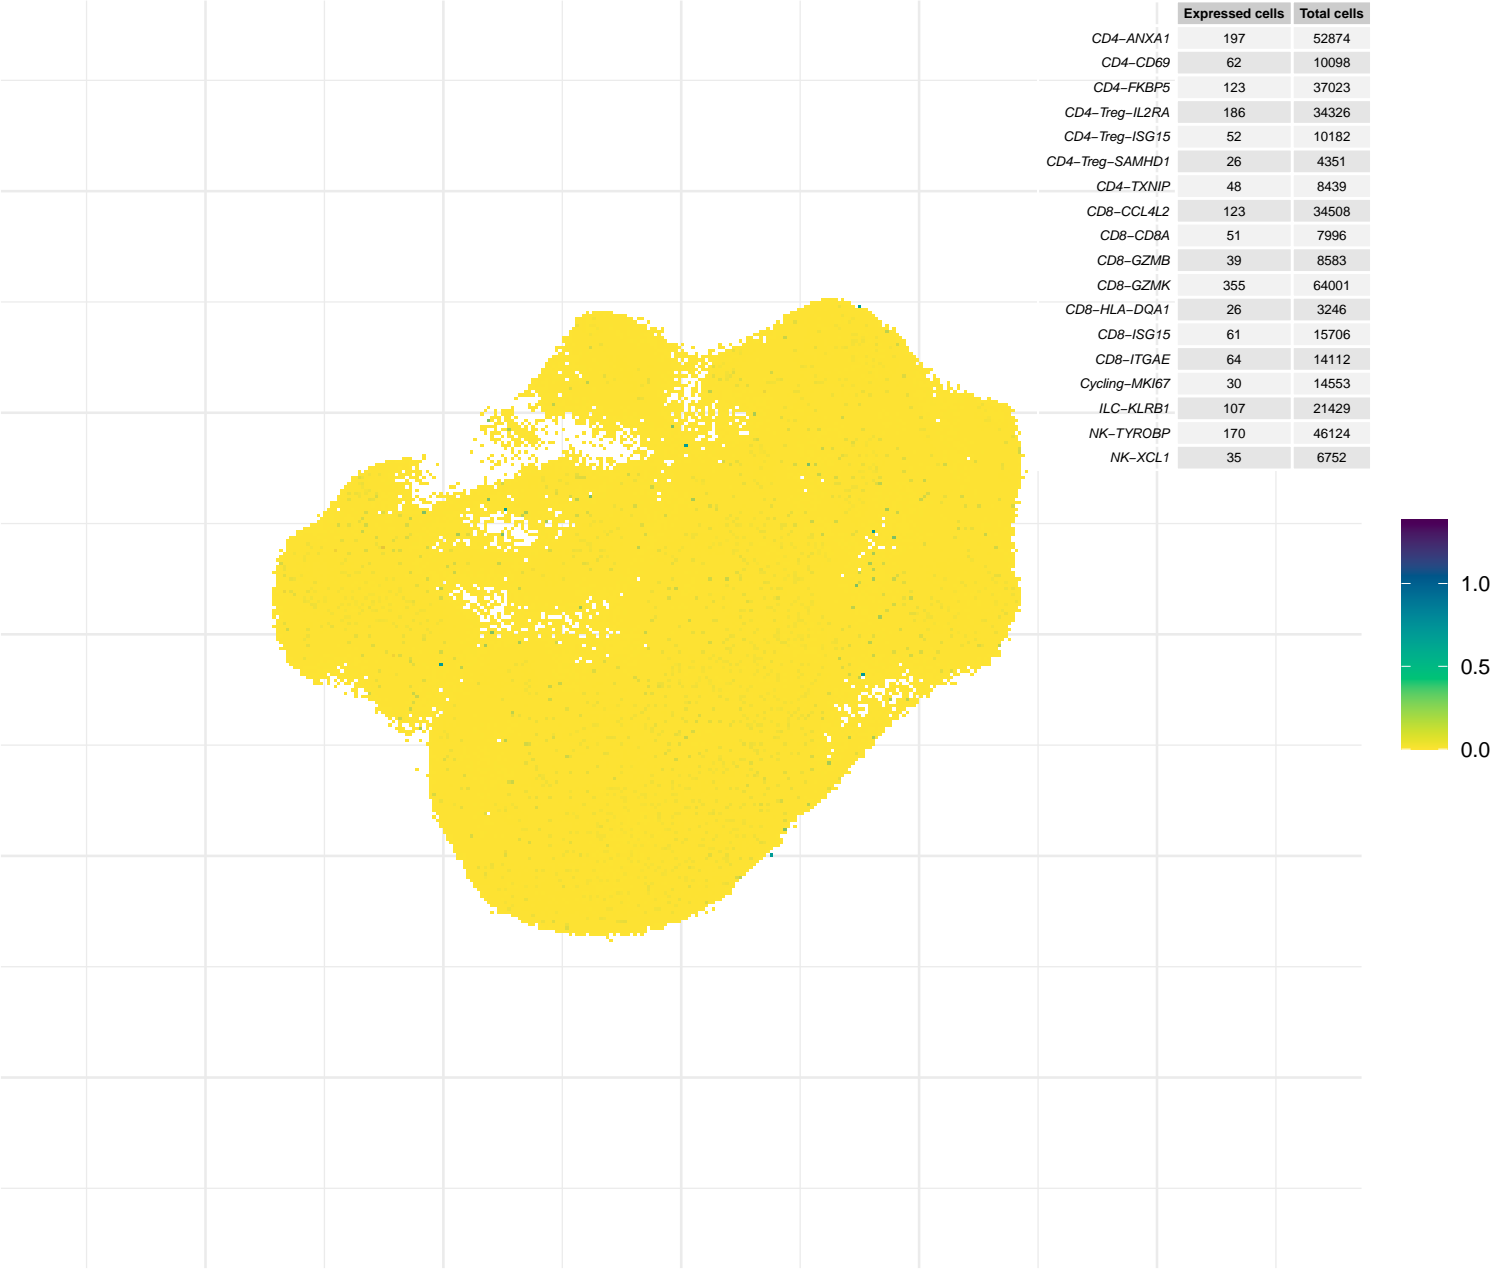 Expressed cells Total cells
CD4−ANXA1 197 52874
CD4−CD69 62 10098
CD4−FKBP5 123 37023
CD4−Treg−IL2RA 186 34326
CD4−Treg−ISG15 52 10182
CD4−Treg−SAMHD1 26 4351
CD4−TXNIP 48 8439
CD8−CCL4L2 123 34508
CD8−CD8A 51 7996
CD8−GZMB 39 8583
CD8−GZMK 355 64001
CD8−HLA−DQA1 26 3246
CD8−ISG15 61 15706
CD8−ITGAE 64 14112
Cycling−MKI67 30 14553
ILC−KLRB1 107 21429
NK−TYROBP 170 46124
NK−XCL1 35 6752
1.0
0.5
0.0